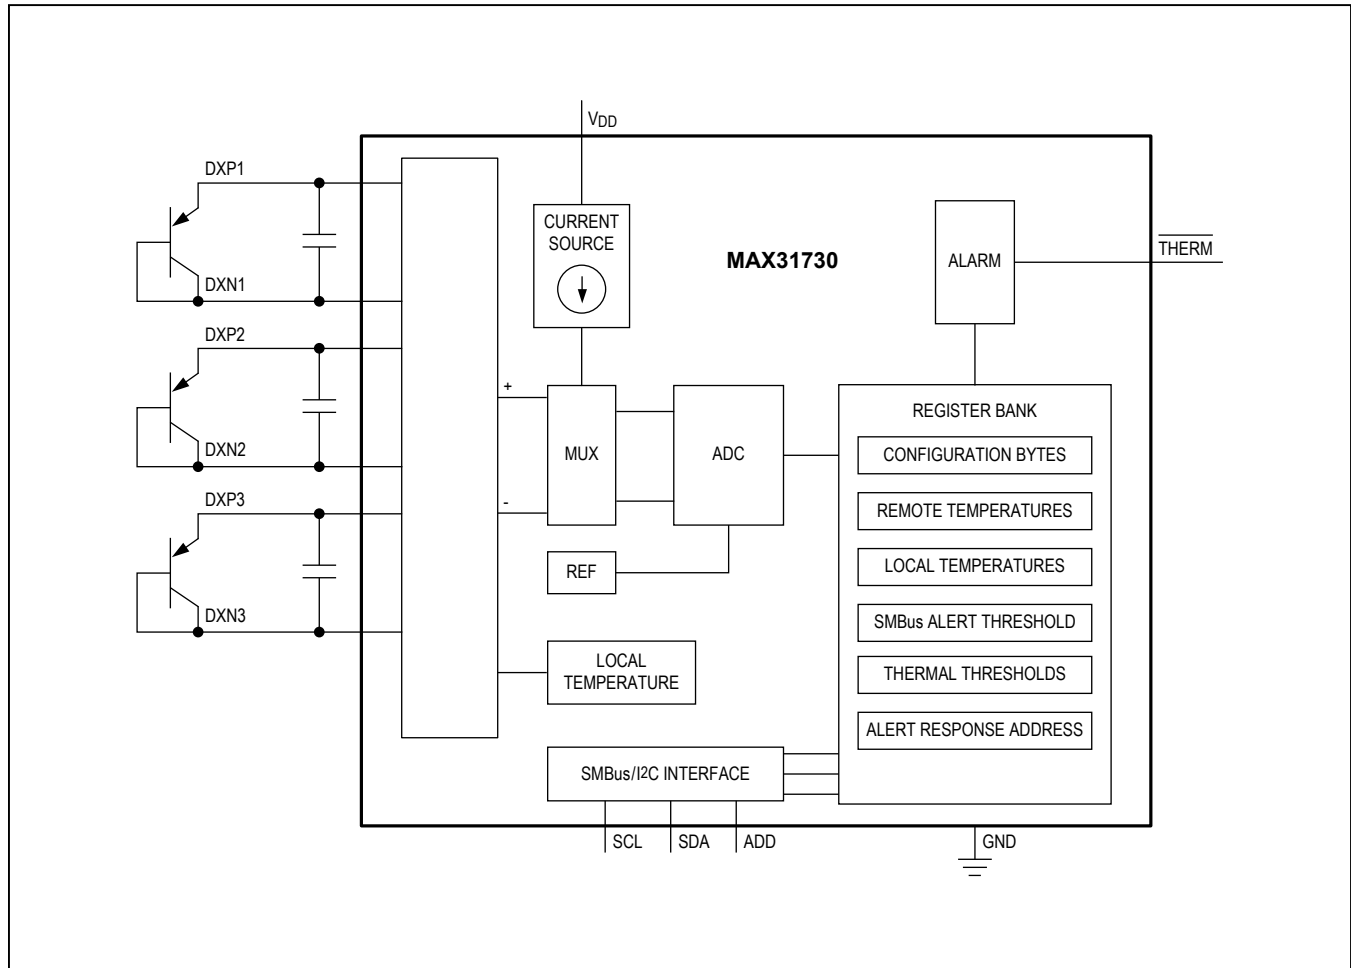 VDD
DXP1
CURRENT
SOURCE
MAX31730
ALARM
THERM
DXN1
DXP2
+
REGISTER BANK
MUX
ADC
CONFIGURATION BYTES
DXN2
DXP3
-
REMOTE TEMPERATURES
REF
LOCAL TEMPERATURES
DXN3
SMBus ALERT THRESHOLD
LOCAL
TEMPERATURE
THERMAL THRESHOLDS
ALERT RESPONSE ADDRESS
SMBus/I2C INTERFACE
SCL
SDA
ADD
GND